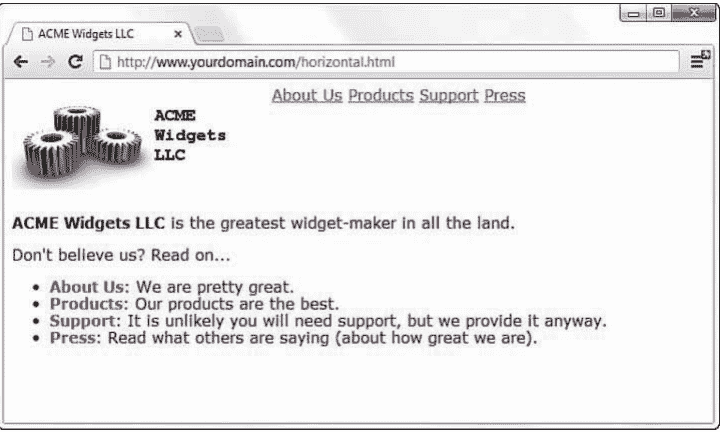 ACME Widgets LLC
http://www.yourdomain.com/horizontal.html
About Us Products Support Press
ACME
Widgets
LLC
ACME Widgets LLC is the greatest widget-maker in all the land.
Don't believe us? Read on...
• About Us: We are pretty great.
• Products: Our products are the best.
• Support: It is unlikely you will need support, but we provide it anyway.
• Press: Read what others are saying (about how great we are).